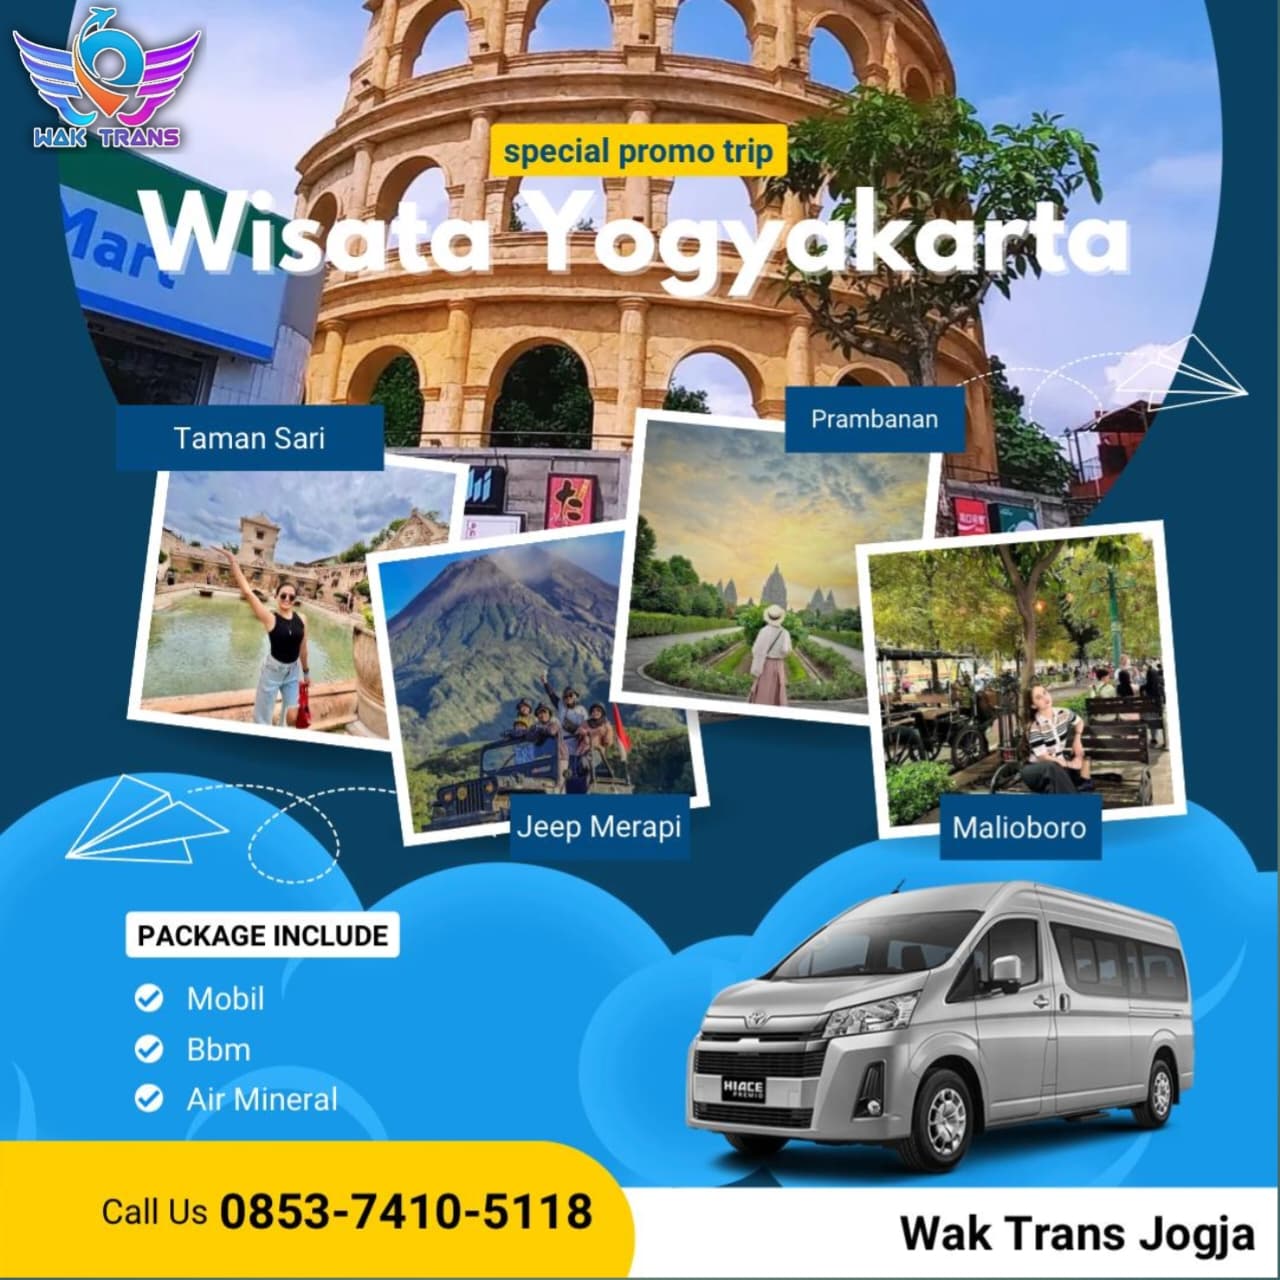 WAK TRANS
special promo trip
Wisata Yogyakarta
Mart
Taman Sari
Prambanan
Jeep Merapi
Malioboro
PACKAGE INCLUDE
Mobil
Bbm
Air Mineral
HIACE
PREMIO
Call Us 0853-7410-5118
Wak Trans Jogja